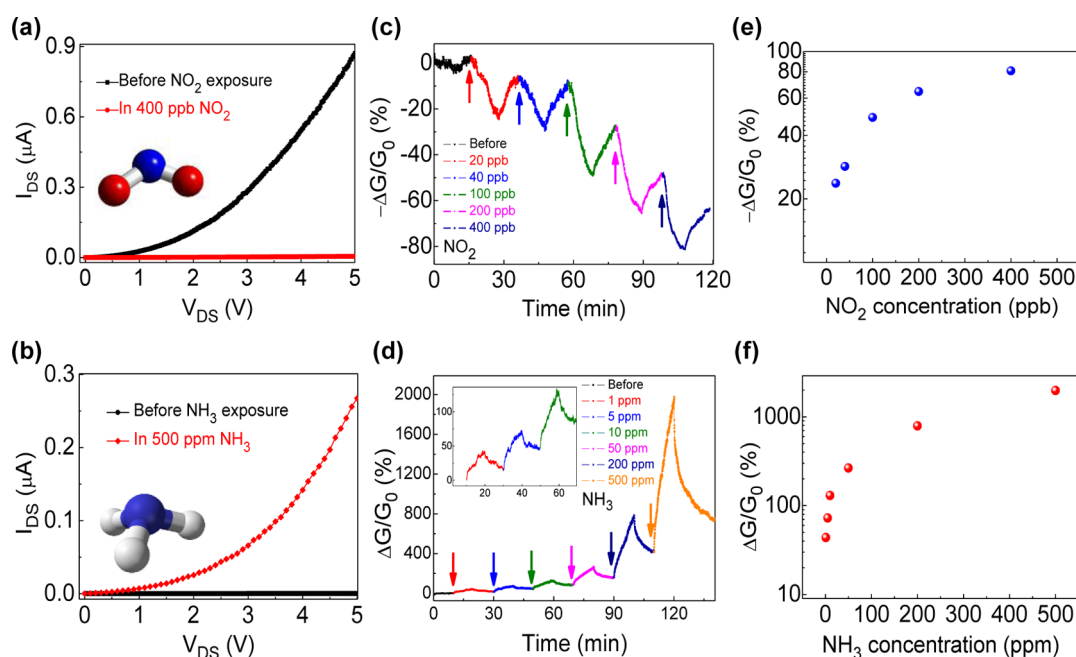 (a)
0.9
0.6
0.3
0.0
I_DS (μA)
Before NO₂ exposure
In 400 ppb NO₂
0 1 2 3 4 5
V_DS (V)
(c)
0
-20
-40
-60
-80
−ΔG/G₀ (%)
Before
20 ppb
40 ppb
100 ppb
200 ppb
400 ppb
NO₂
0 30 60 90 120
Time (min)
(e)
100
80
60
40
20
−ΔG/G₀ (%)
0 100 200 300 400 500
NO₂ concentration (ppb)
(b)
0.3
0.2
0.1
0.0
I_DS (μA)
Before NH₃ exposure
In 500 ppm NH₃
0 1 2 3 4 5
V_DS (V)
(d)
2000
1600
1200
800
400
0
ΔG/G₀ (%)
100
50
0
20 40 60
Before
1 ppm
5 ppm
10 ppm
50 ppm
200 ppm
500 ppm
NH₃
0 30 60 90 120
Time (min)
(f)
1000
100
10
ΔG/G₀ (%)
0 100 200 300 400 500
NH₃ concentration (ppm)